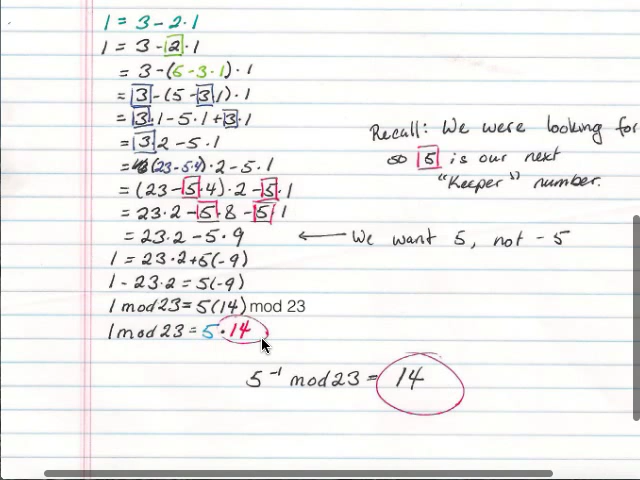 1 = 3 - 2 · 1
1 = 3 - 2 · 1
= 3 - (5 - 3 · 1) · 1
= 3 - (5 - 3 · 1) · 1
= 3 · 1 - 5 · 1 + 3 · 1
= 3 · 2 - 5 · 1
= (23 - 5·4) · 2 - 5 · 1
= (23 - 5 · 4) · 2 - 5 · 1
= 23 · 2 - 5 · 8 - 5 · 1
= 23 · 2 - 5 · 9
1 = 23 · 2 + 5(-9)
1 - 23 · 2 = 5(-9)
1 mod 23 = 5(14) mod 23
1 mod 23 = 5 · 14
5⁻¹ mod 23 = 14
Recall: We were looking for
so 5 is our next
"Keeper" number.
← We want 5, not -5